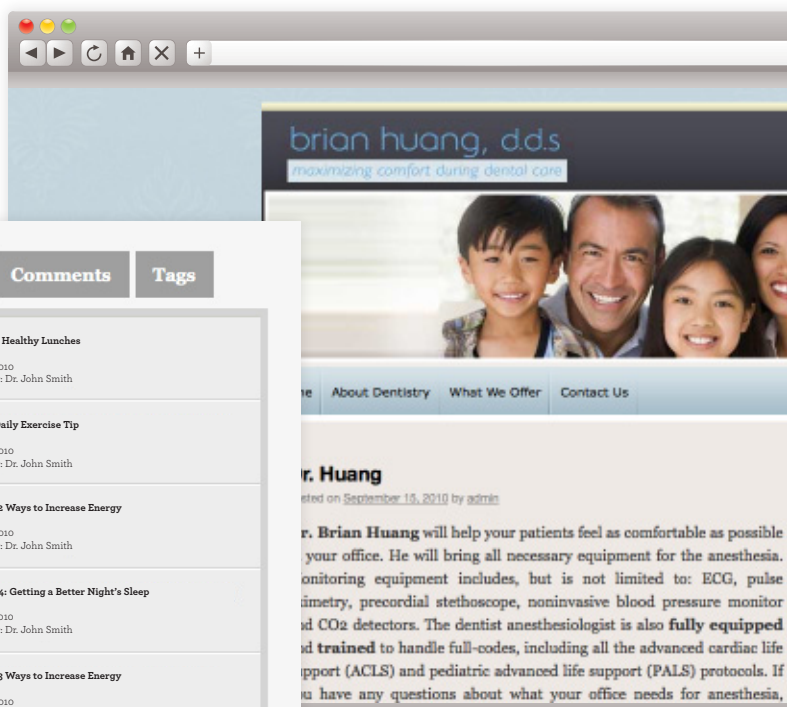 brian huang, d.d.s
maximizing comfort during dental care
Comments Tags
Healthy Lunches
010
: Dr. John Smith
aily Exercise Tip
010
: Dr. John Smith
2 Ways to Increase Energy
010
: Dr. John Smith
4: Getting a Better Night's Sleep
010
: Dr. John Smith
3 Ways to Increase Energy
010
ne About Dentistry What We Offer Contact Us
r. Huang
sted on September 15, 2010 by admin
r. Brian Huang will help your patients feel as comfortable as possible
your office. He will bring all necessary equipment for the anesthesia.
onitoring equipment includes, but is not limited to: ECG, pulse
imetry, precordial stethoscope, noninvasive blood pressure monitor
d CO2 detectors. The dentist anesthesiologist is also fully equipped
d trained to handle full-codes, including all the advanced cardiac life
pport (ACLS) and pediatric advanced life support (PALS) protocols. If
u have any questions about what your office needs for anesthesia,